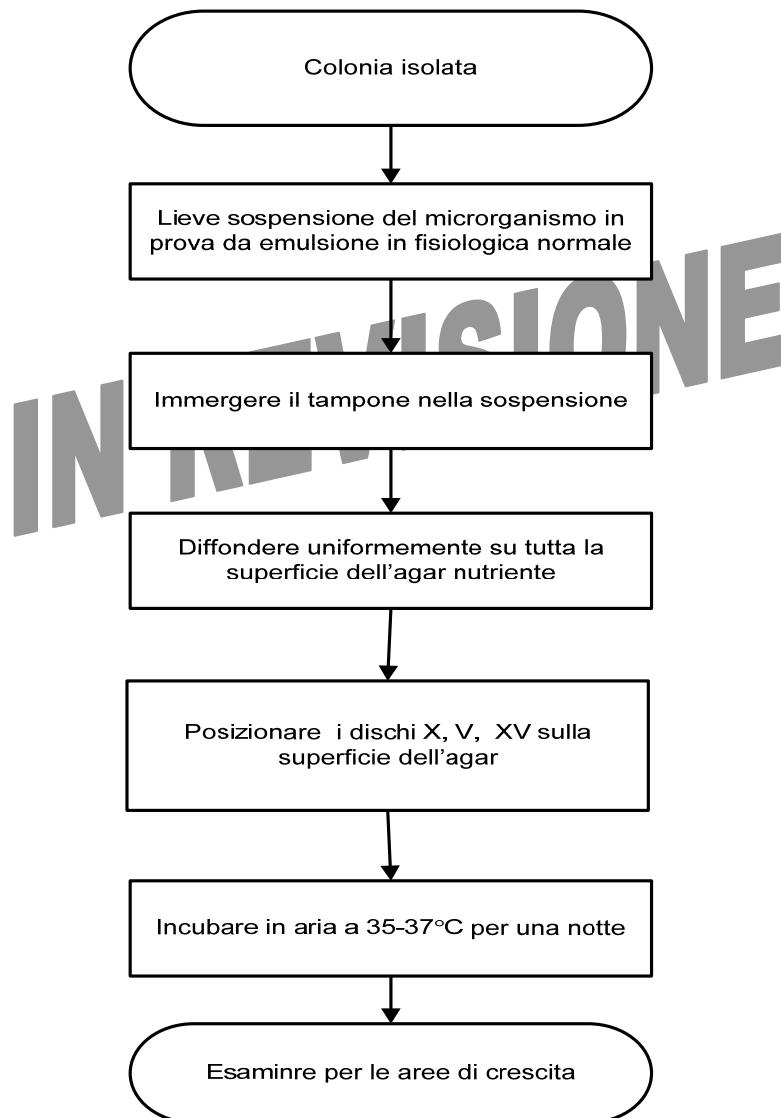 Colonia isolata
Lieve sospensione del microrganismo in
prova da emulsione in fisiologica normale
IN REVISIONE
Immergere il tampone nella sospensione
Diffondere uniformemente su tutta la
superficie dell'agar nutriente
Posizionare i dischi X, V, XV sulla
superficie dell'agar
Incubare in aria a 35-37°C per una notte
Esaminre per le aree di crescita